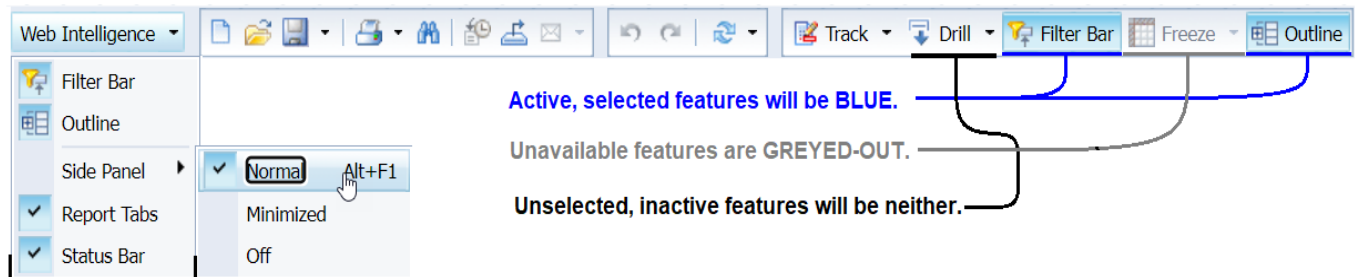 Web Intelligence Track Drill Filter Bar Freeze Outline
Filter Bar
Outline
Active, selected features will be BLUE.
Unavailable features are GREYED-OUT.
Side Panel Normal Alt+F1
Unselected, inactive features will be neither.
Report Tabs Minimized
Status Bar Off